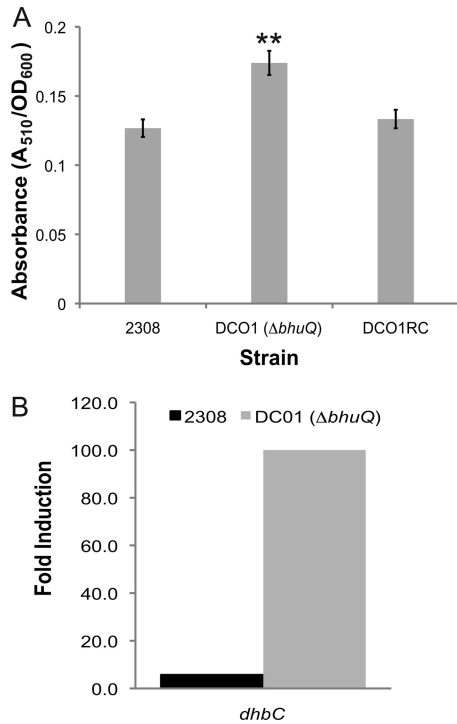 A
Absorbance (A510/OD600)
0.2
**
0.15
0.1
0.05
0
2308
DCO1 (ΔbhuQ)
DCO1RC
Strain
B
Fold Induction
120.0
2308
DC01 (ΔbhuQ)
100.0
80.0
60.0
40.0
20.0
0.0
dhbC